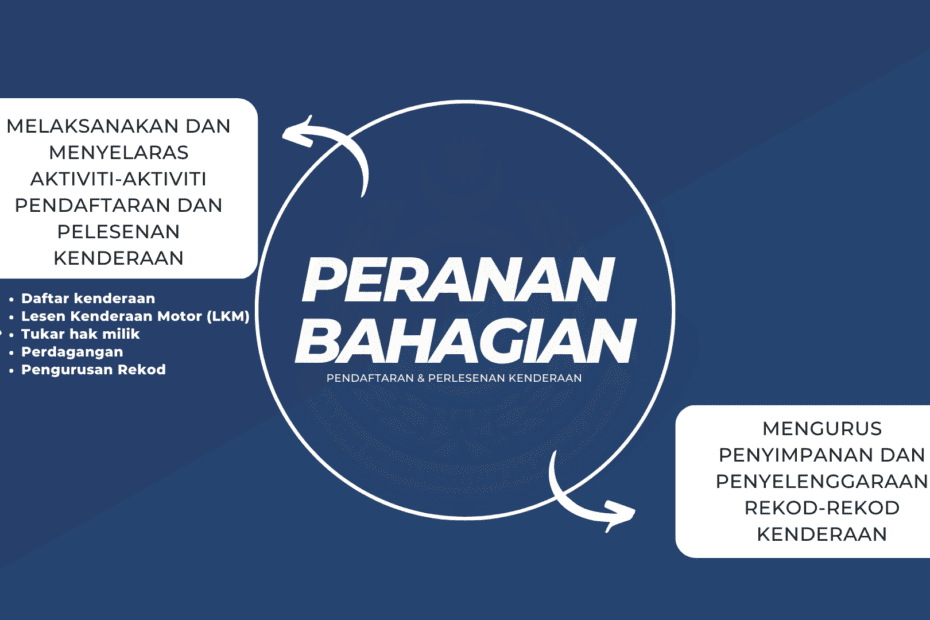 MELAKSANAKAN DAN
MENYELARAS
AKTIVITI-AKTIVITI
PENDAFTARAN DAN
PELESENAN
KENDERAAN
• Daftar kenderaan
• Lesen Kenderaan Motor (LKM)
• Tukar hak milik
• Perdagangan
• Pengurusan Rekod
PERANAN
BAHAGIAN
PENDAFTARAN & PERLESENAN KENDERAAN
MENGURUS
PENYIMPANAN DAN
PENYELENGGARAAN
REKOD-REKOD
KENDERAAN